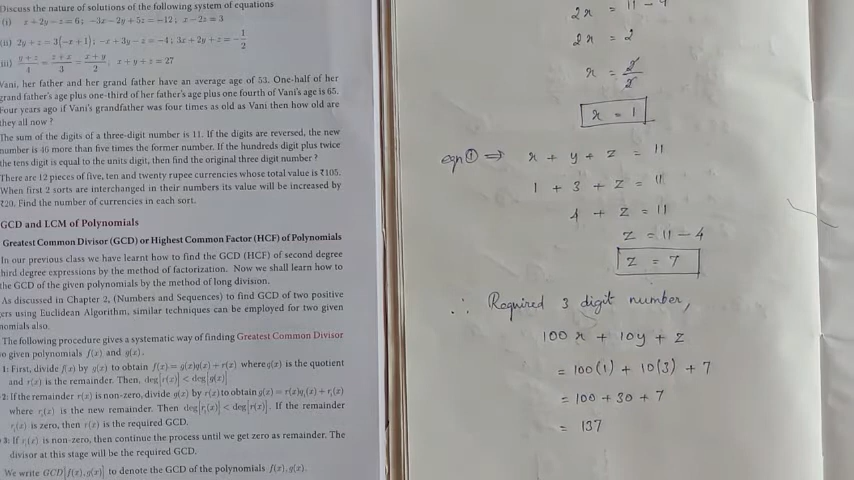 Discuss the nature of solutions of the following system of equations
(i) x + 2y − z = 6 ; −3x − 2y + 5z = −12 ; x − 2z = 3
(ii) 2y + z = 3(−x + 1) ; −x + 3y − z = −4 ; 3x + 2y + z = −1/2
iii) (y + z)/4 = (z + x)/3 = (x + y)/2 , x + y + z = 27
Vani, her father and her grand father have an average age of 53. One-half of her
grand father's age plus one-third of her father's age plus one fourth of Vani's age is 65.
Four years ago if Vani's grandfather was four times as old as Vani then how old are
they all now ?
The sum of the digits of a three-digit number is 11. If the digits are reversed, the new
number is 46 more than five times the former number. If the hundreds digit plus twice
the tens digit is equal to the units digit, then find the original three digit number ?
There are 12 pieces of five, ten and twenty rupee currencies whose total value is ₹105.
When first 2 sorts are interchanged in their numbers its value will be increased by
₹20. Find the number of currencies in each sort.
GCD and LCM of Polynomials
Greatest Common Divisor (GCD) or Highest Common Factor (HCF) of Polynomials
In our previous class we have learnt how to find the GCD (HCF) of second degree
third degree expressions by the method of factorization. Now we shall learn how to
the GCD of the given polynomials by the method of long division.
As discussed in Chapter 2, (Numbers and Sequences) to find GCD of two positive
gers using Euclidean Algorithm, similar techniques can be employed for two given
nomials also.
The following procedure gives a systematic way of finding Greatest Common Divisor
o given polynomials f(x) and g(x).
1: First, divide f(x) by g(x) to obtain f(x) = g(x)q(x) + r(x) where q(x) is the quotient
and r(x) is the remainder. Then, deg[r(x)] < deg[g(x)]
2: If the remainder r(x) is non-zero, divide g(x) by r(x) to obtain g(x) = r(x)q₁(x) + r₁(x)
where r₁(x) is the new remainder. Then deg[r₁(x)] < deg[r(x)]. If the remainder
r₁(x) is zero, then r(x) is the required GCD.
3: If r₁(x) is non-zero, then continue the process until we get zero as remainder. The
divisor at this stage will be the required GCD.
We write GCD[f(x), g(x)] to denote the GCD of the polynomials f(x), g(x).
2x = 11 − 9
2x = 2
x = 2/2
x = 1
eqn ① ⇒ x + y + z = 11
1 + 3 + z = 11
4 + z = 11
z = 11 − 4
z = 7
∴ Required 3 digit number,
100x + 10y + z
= 100(1) + 10(3) + 7
= 100 + 30 + 7
= 137